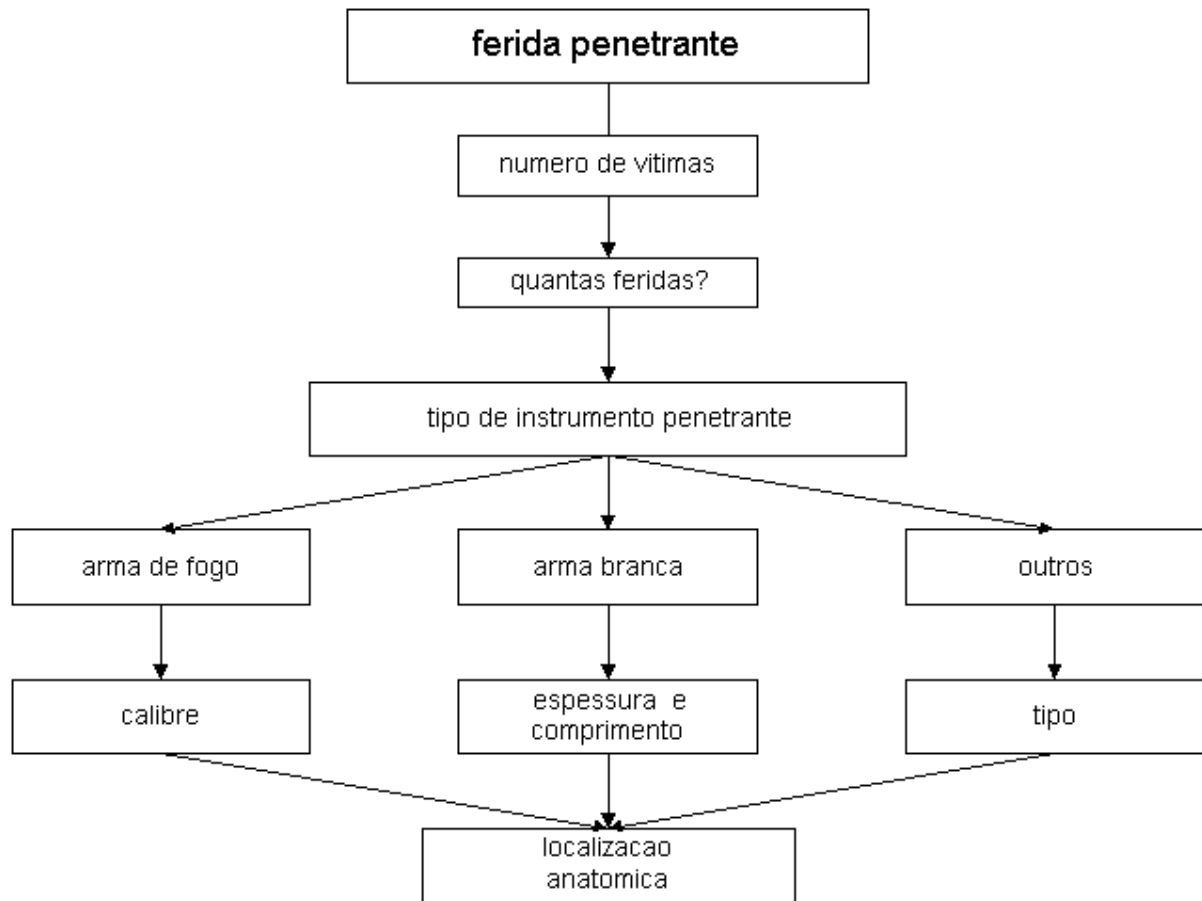 ferida penetrante
numero de vitimas
quantas feridas?
tipo de instrumento penetrante
arma de fogo
arma branca
outros
calibre
espessura e
comprimento
tipo
localizacao
anatomica